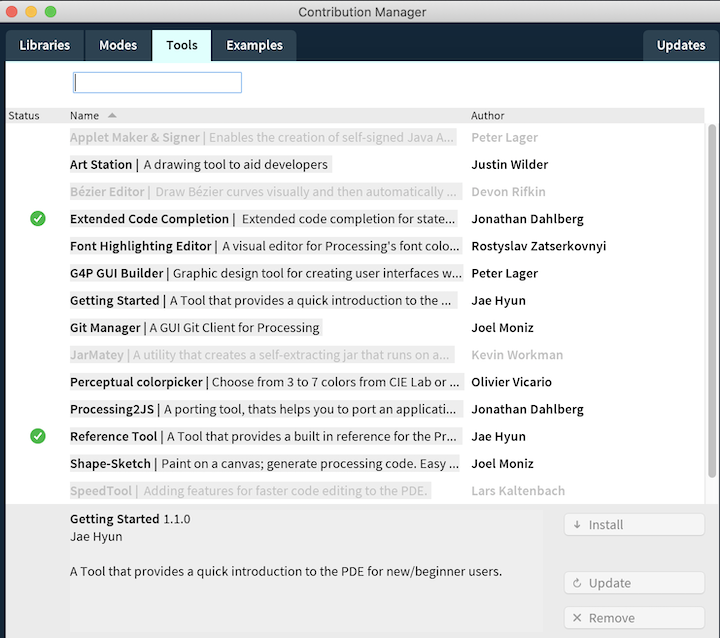 Contribution Manager
Libraries Modes Tools Examples Updates
Status Name Author
Applet Maker & Signer | Enables the creation of self-signed Java A... Peter Lager
Art Station | A drawing tool to aid developers Justin Wilder
Bézier Editor | Draw Bézier curves visually and then automatically ... Devon Rifkin
Extended Code Completion | Extended code completion for state... Jonathan Dahlberg
Font Highlighting Editor | A visual editor for Processing's font colo... Rostyslav Zatserkovnyi
G4P GUI Builder | Graphic design tool for creating user interfaces w... Peter Lager
Getting Started | A Tool that provides a quick introduction to the ... Jae Hyun
Git Manager | A GUI Git Client for Processing Joel Moniz
JarMatey | A utility that creates a self-extracting jar that runs on a... Kevin Workman
Perceptual colorpicker | Choose from 3 to 7 colors from CIE Lab or ... Olivier Vicario
Processing2JS | A porting tool, thats helps you to port an applicati... Jonathan Dahlberg
Reference Tool | A Tool that provides a built in reference for the Pr... Jae Hyun
Shape-Sketch | Paint on a canvas; generate processing code. Easy ... Joel Moniz
SpeedTool | Adding features for faster code editing to the PDE. Lars Kaltenbach
Getting Started 1.1.0
Jae Hyun
Install
A Tool that provides a quick introduction to the PDE for new/beginner users.
Update
Remove